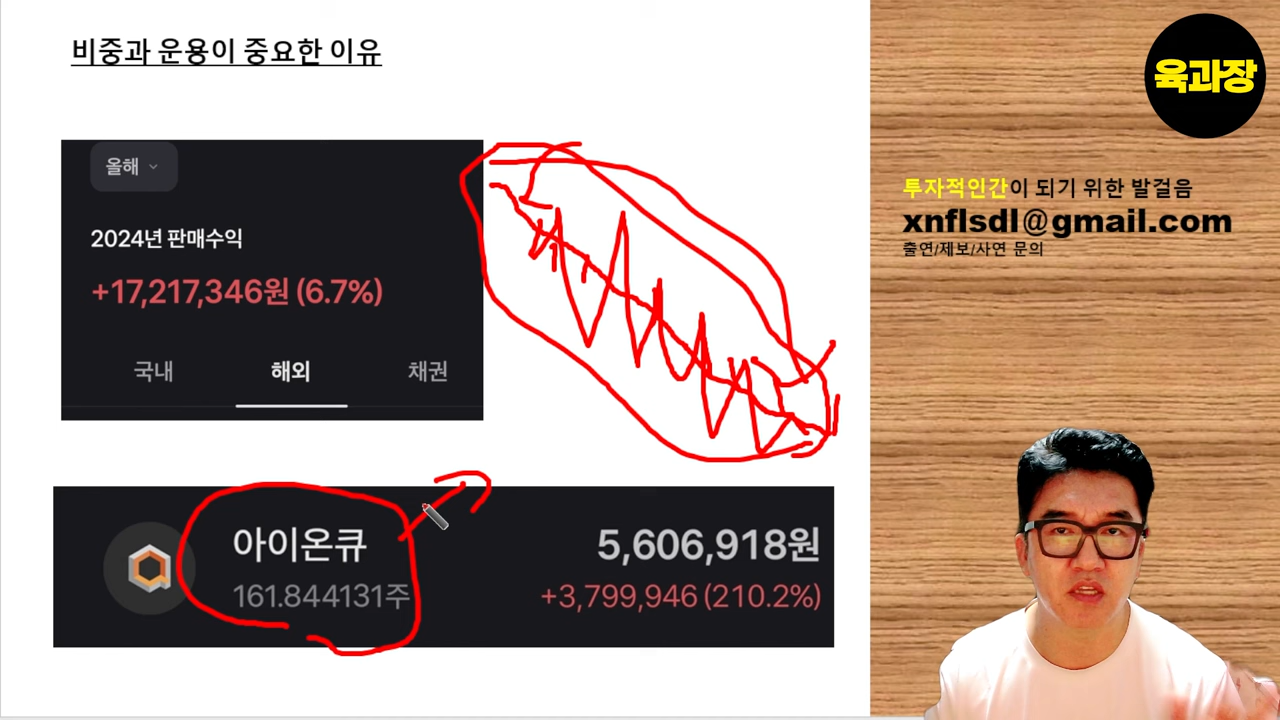 비중과 운용이 중요한 이유
올해
2024년 판매수익
+17,217,346원 (6.7%)
국내 해외 채권
아이온큐
161.844131주
5,606,918원
+3,799,946 (210.2%)
육과장
투자적인간이 되기 위한 발걸음
xnflsdl@gmail.com
출연/제보/사연 문의